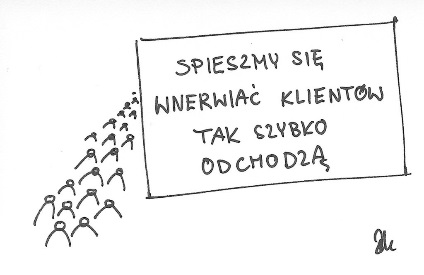 SPIESZMY SIĘ
WNERWIAĆ KLIENTÓW
TAK SZYBKO
ODCHODZĄ